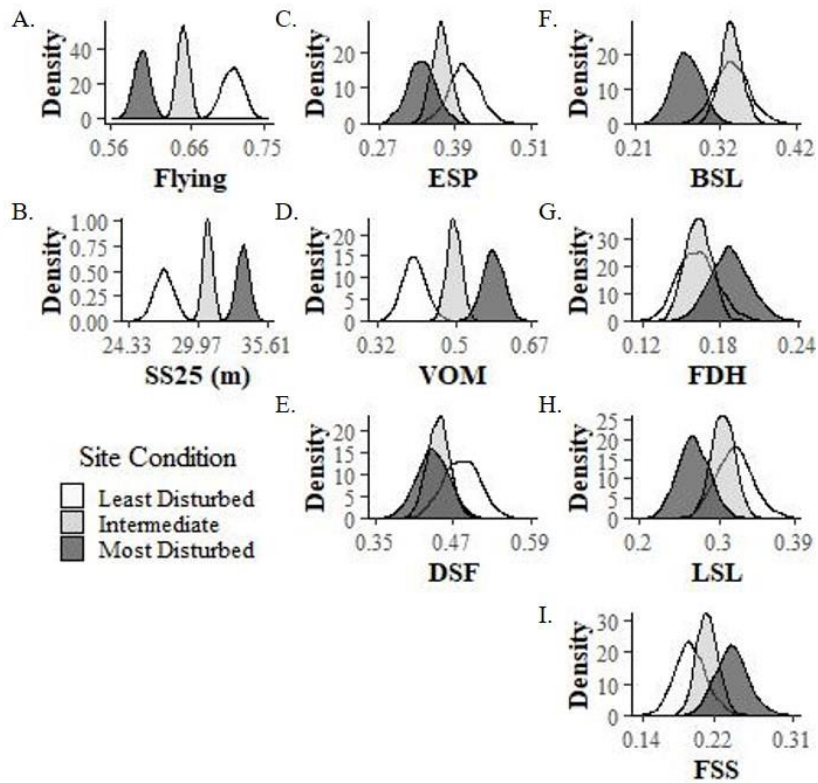 A.
Density
40
20
0
0.56 0.66 0.75
Flying
B.
Density
1.00
0.75
0.50
0.25
0.00
24.33 29.97 35.61
SS25 (m)
Site Condition
Least Disturbed
Intermediate
Most Disturbed
C.
Density
20
10
0
0.27 0.39 0.51
ESP
D.
Density
20
15
10
5
0
0.32 0.5 0.67
VOM
E.
Density
20
15
10
5
0
0.35 0.47 0.59
DSF
F.
Density
20
10
0
0.21 0.32 0.42
BSL
G.
Density
30
20
10
0
0.12 0.18 0.24
FDH
H.
Density
25
20
15
10
5
0
0.2 0.3 0.39
LSL
I.
Density
30
20
10
0
0.14 0.22 0.31
FSS